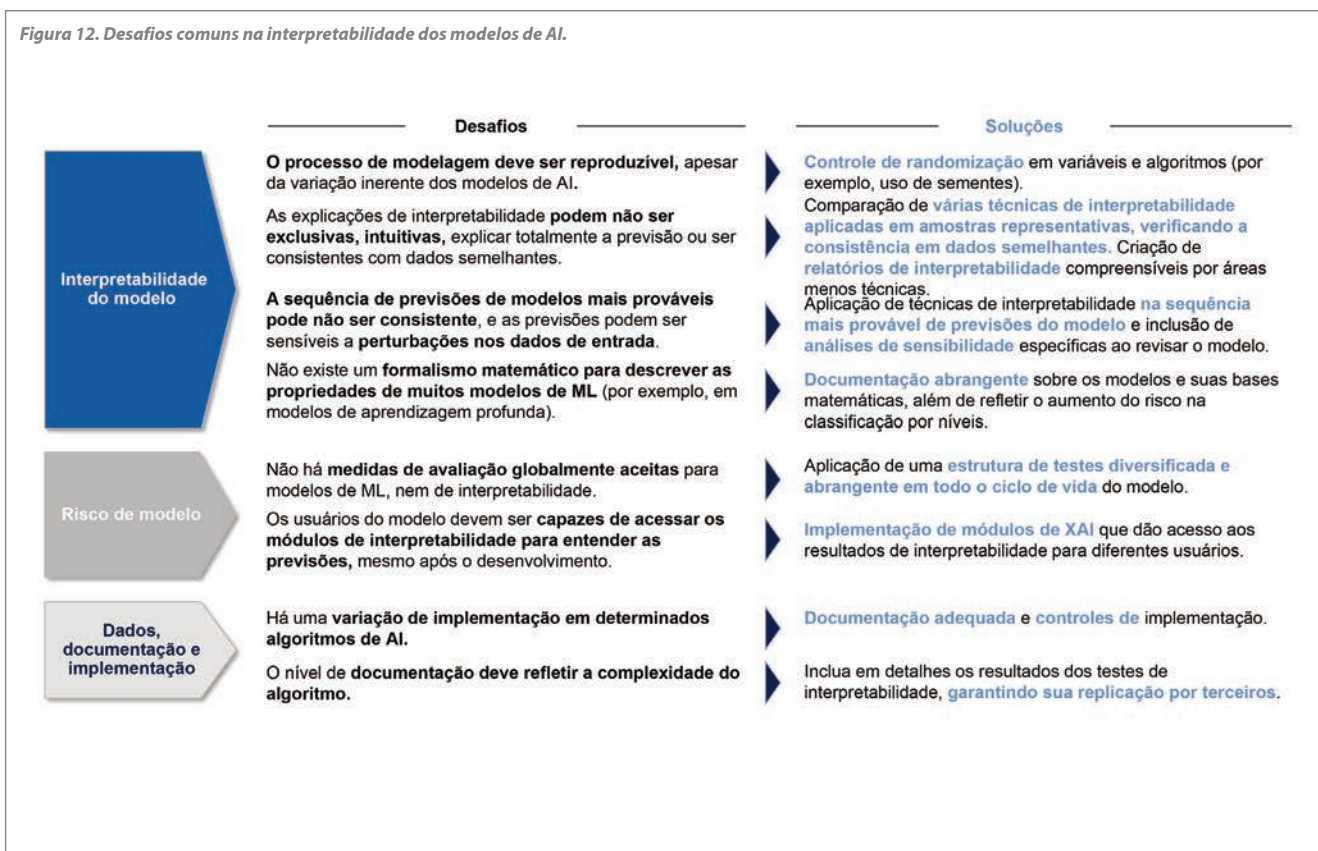 Figura 12. Desafios comuns na interpretabilidade dos modelos de AI.
Desafios
Soluções
Interpretabilidade
do modelo
O processo de modelagem deve ser reproduzível, apesar
da variação inerente dos modelos de AI.
Controle de randomização em variáveis e algoritmos (por
exemplo, uso de sementes).
As explicações de interpretabilidade podem não ser
exclusivas, intuitivas, explicar totalmente a previsão ou ser
consistentes com dados semelhantes.
Comparação de várias técnicas de interpretabilidade
aplicadas em amostras representativas, verificando a
consistência em dados semelhantes. Criação de
relatórios de interpretabilidade compreensíveis por áreas
menos técnicas.
A sequência de previsões de modelos mais prováveis
pode não ser consistente, e as previsões podem ser
sensíveis a perturbações nos dados de entrada.
Aplicação de técnicas de interpretabilidade na sequência
mais provável de previsões do modelo e inclusão de
análises de sensibilidade específicas ao revisar o modelo.
Não existe um formalismo matemático para descrever as
propriedades de muitos modelos de ML (por exemplo, em
modelos de aprendizagem profunda).
Documentação abrangente sobre os modelos e suas bases
matemáticas, além de refletir o aumento do risco na
classificação por níveis.
Risco de modelo
Não há medidas de avaliação globalmente aceitas para
modelos de ML, nem de interpretabilidade.
Aplicação de uma estrutura de testes diversificada e
abrangente em todo o ciclo de vida do modelo.
Os usuários do modelo devem ser capazes de acessar os
módulos de interpretabilidade para entender as
previsões, mesmo após o desenvolvimento.
Implementação de módulos de XAI que dão acesso aos
resultados de interpretabilidade para diferentes usuários.
Dados,
documentação e
implementação
Há uma variação de implementação em determinados
algoritmos de AI.
Documentação adequada e controles de implementação.
O nível de documentação deve refletir a complexidade do
algoritmo.
Inclua em detalhes os resultados dos testes de
interpretabilidade, garantindo sua replicação por terceiros.